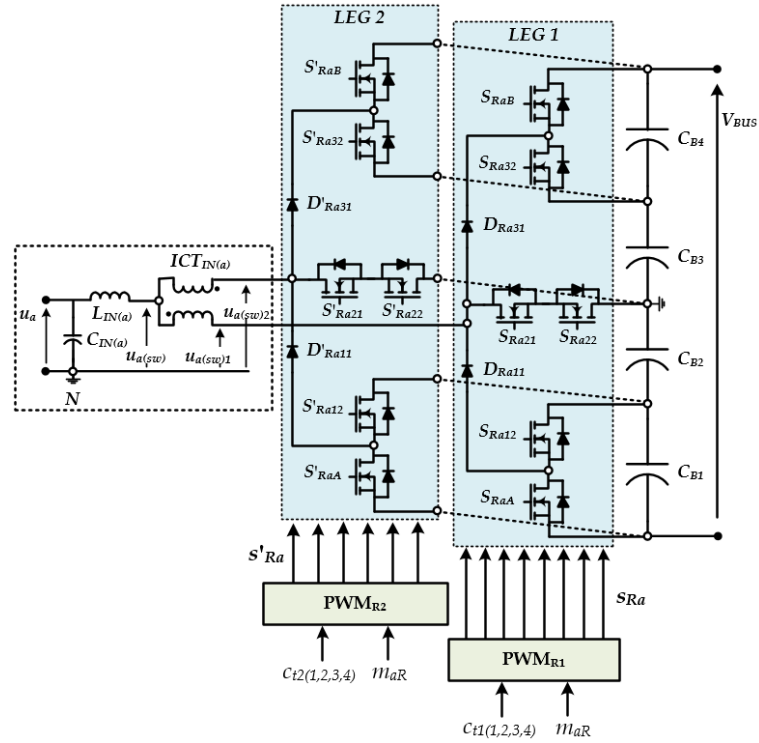 LEG 2
LEG 1
S'RaB
SRaB
VBUS
CB4
S'Ra32
SRa32
D'Ra31
DRa31
CB3
ICTIN(a)
LIN(a)
ua
CIN(a)
ua(sw)
ua(sw)1
ua(sw)2
N
S'Ra21
S'Ra22
SRa21
SRa22
CB2
D'Ra11
DRa11
S'Ra12
SRa12
CB1
S'RaA
SRaA
s'Ra
sRa
PWMR2
PWMR1
ct2(1,2,3,4)
maR
ct1(1,2,3,4)
maR